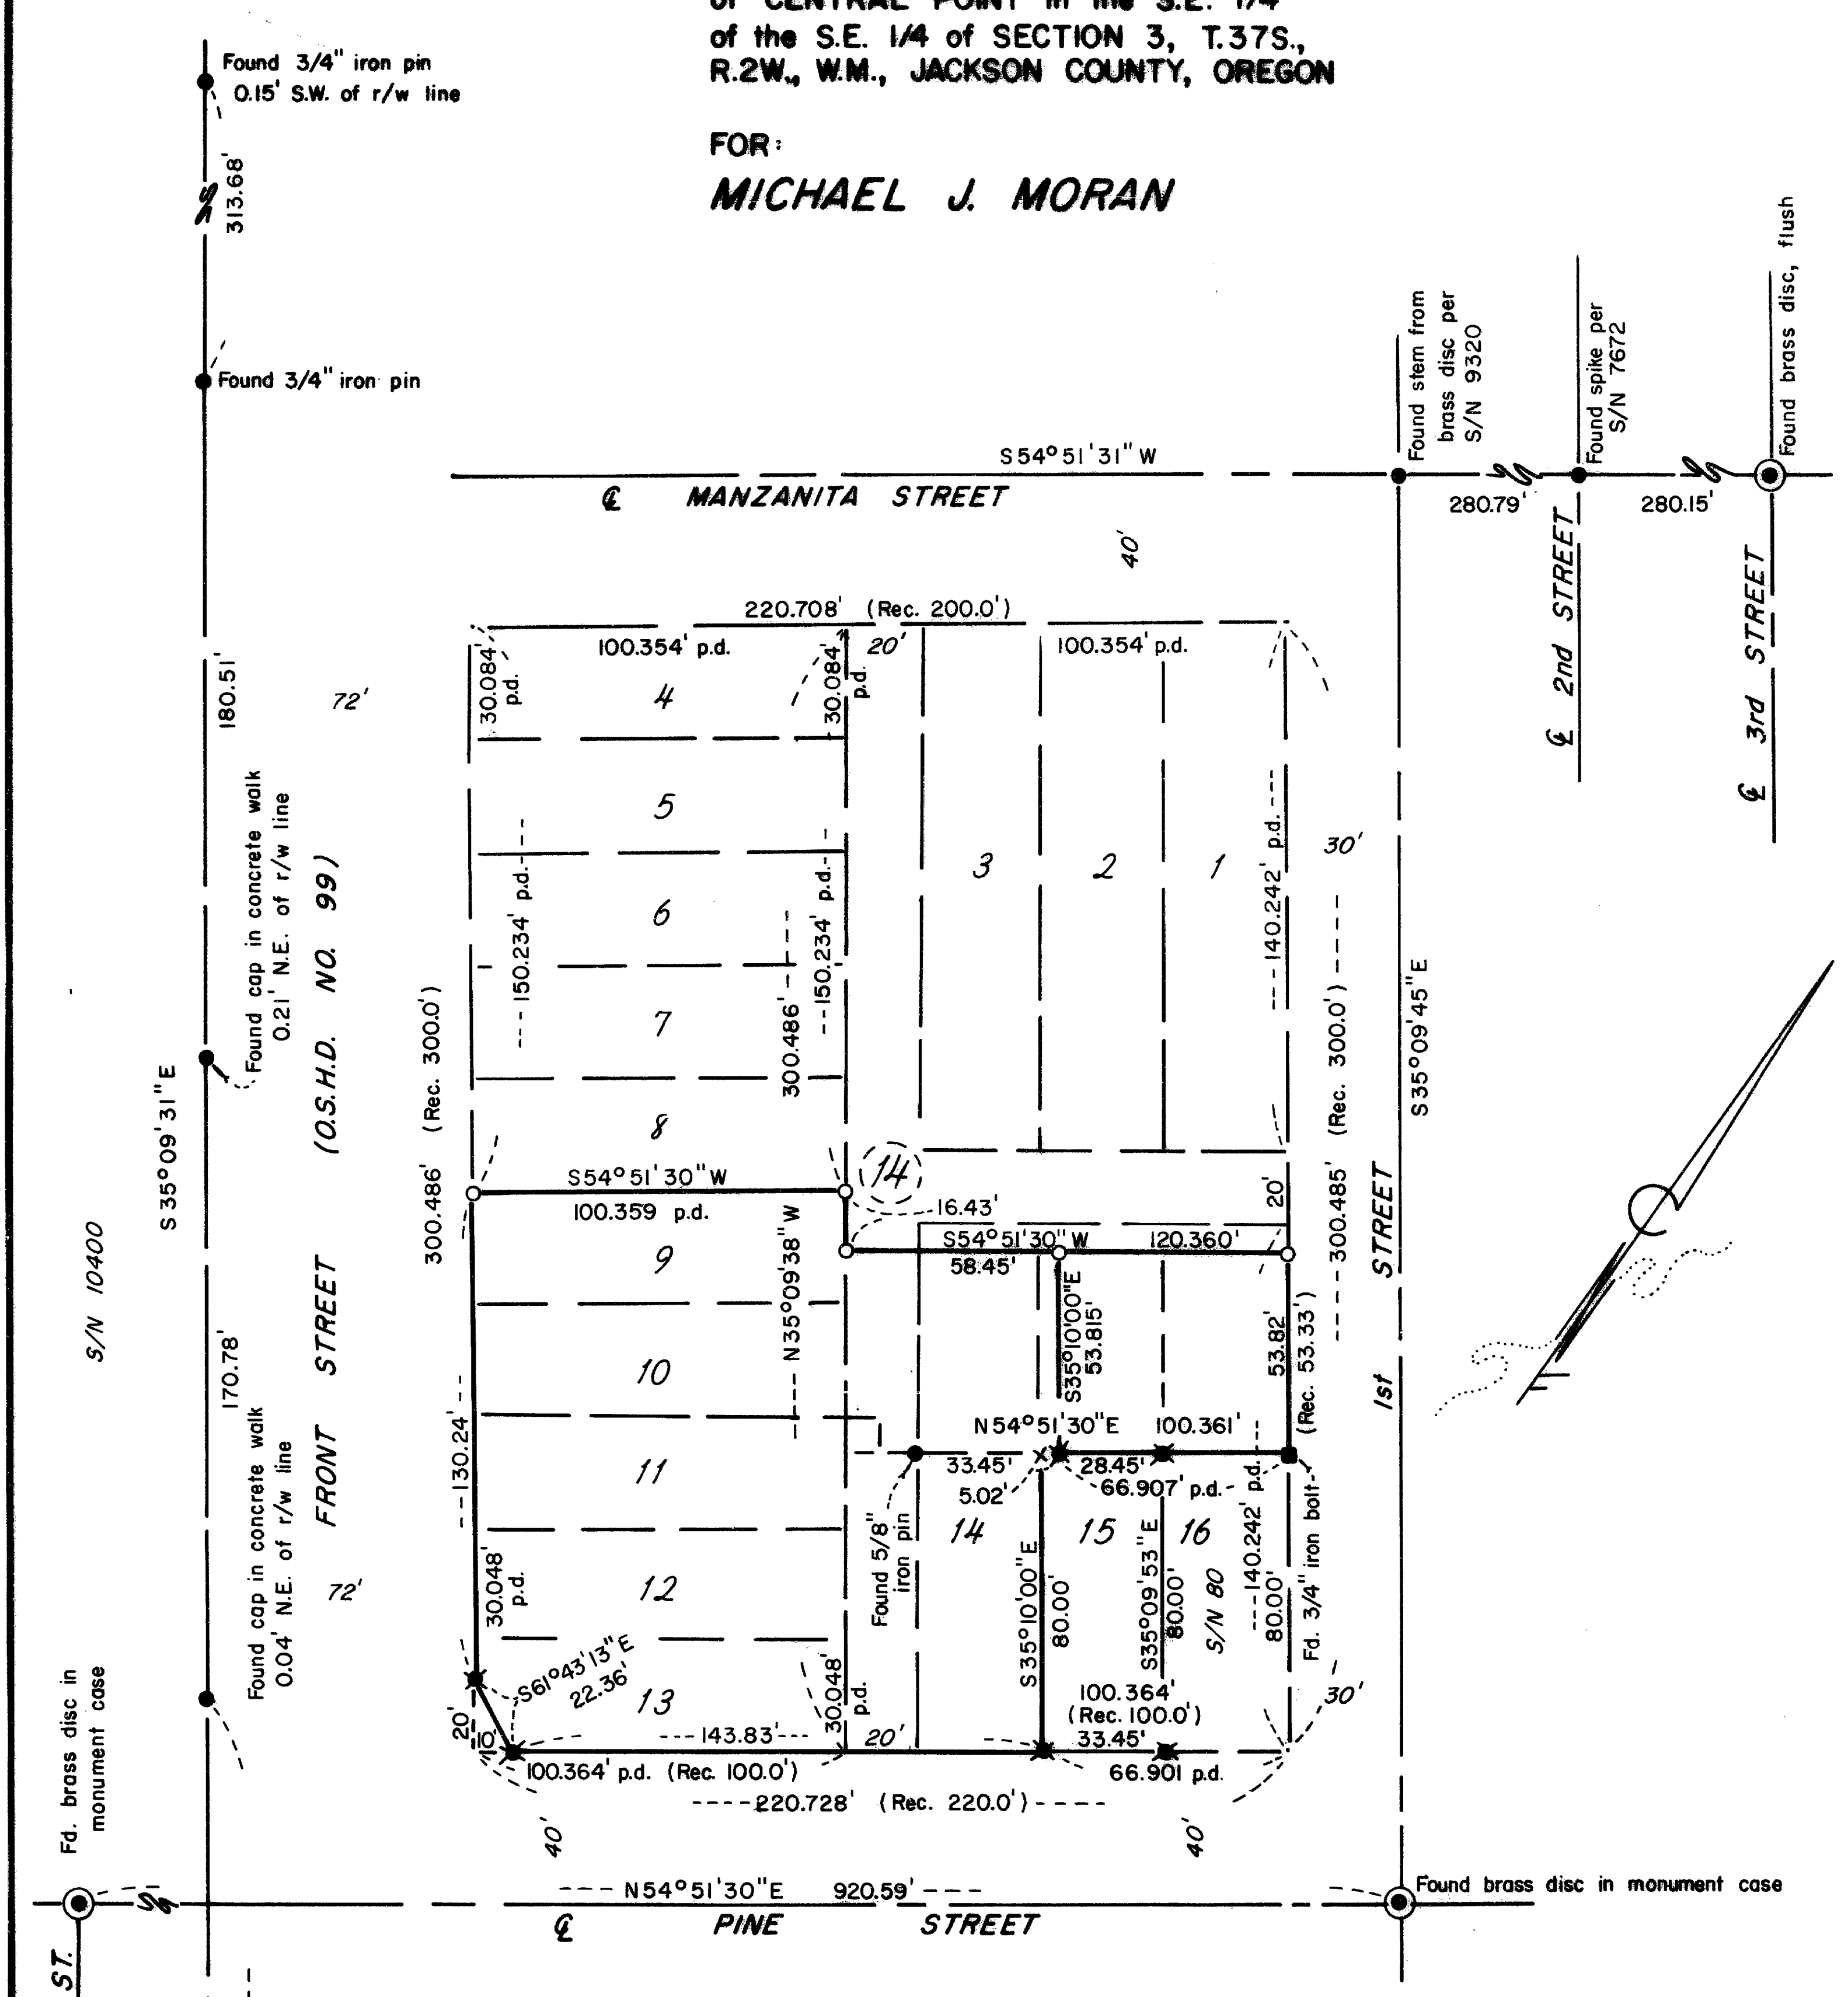 of CENTRAL POINT in the S.E. 1/4
of the S.E. 1/4 of SECTION 3, T.37S.,
R.2W., W.M., JACKSON COUNTY, OREGON
FOR:
MICHAEL J. MORAN
Found 3/4" iron pin
0.15' S.W. of r/w line
313.68'
Found 3/4" iron pin
Found stem from
brass disc per
S/N 9320
Found spike per
S/N 7672
Found brass disc, flush
S54°51'31"W
℄ MANZANITA STREET
280.79'
280.15'
℄ 2nd STREET
℄ 3rd STREET
40'
220.708' (Rec. 200.0')
100.354' p.d.
20'
100.354' p.d.
30.084'
p.d.
30.084'
p.d.
4
180.51'
72'
5
Found cap in concrete walk
0.21' N.E. of r/w line
3
2
1
140.242' p.d.
30'
6
150.234' p.d.
150.234' p.d.
300.486'
7
8
300.486' (Rec. 300.0')
300.485' (Rec. 300.0')
S35°09'45"E
S35°09'31"E
FRONT STREET (O.S.H.D. NO. 99)
S54°51'30"W
100.359 p.d.
14
16.43'
20'
1st STREET
S/N 10400
9
N35°09'38"W
S54°51'30"W
120.360'
58.45'
S35°10'00"E
53.815'
53.82'
(Rec. 53.33')
170.78'
10
130.24'
N54°51'30"E
100.361'
33.45'
28.45'
5.02'
66.907' p.d.
11
Found cap in concrete walk
0.04' N.E. of r/w line
Found 5/8"
iron pin
14
15
16
S35°10'00"E
80.00'
S35°09'53"E
80.00'
S/N 80
140.242' p.d.
80.00'
Fd. 3/4" iron bolt
72'
30.048'
p.d.
12
S61°43'13"E
22.36'
13
30.048'
p.d.
20'
10'
143.83'
20'
100.364'
(Rec. 100.0')
33.45'
30'
100.364' p.d. (Rec. 100.0')
66.901 p.d.
220.728' (Rec. 220.0')
40'
40'
Fd. brass disc in
monument case
N54°51'30"E 920.59'
Found brass disc in monument case
℄ PINE STREET
ST.